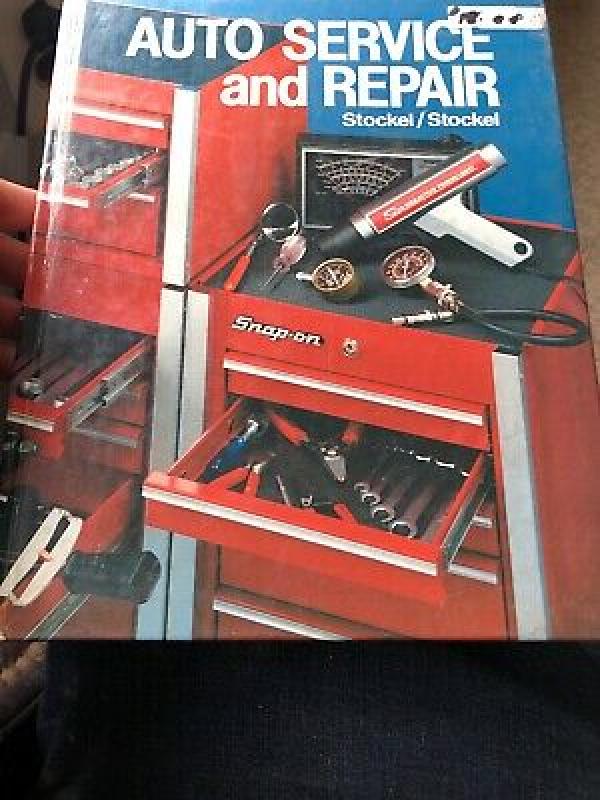 AUTO SERVICE
and REPAIR
Stockel/Stockel
Snap-on